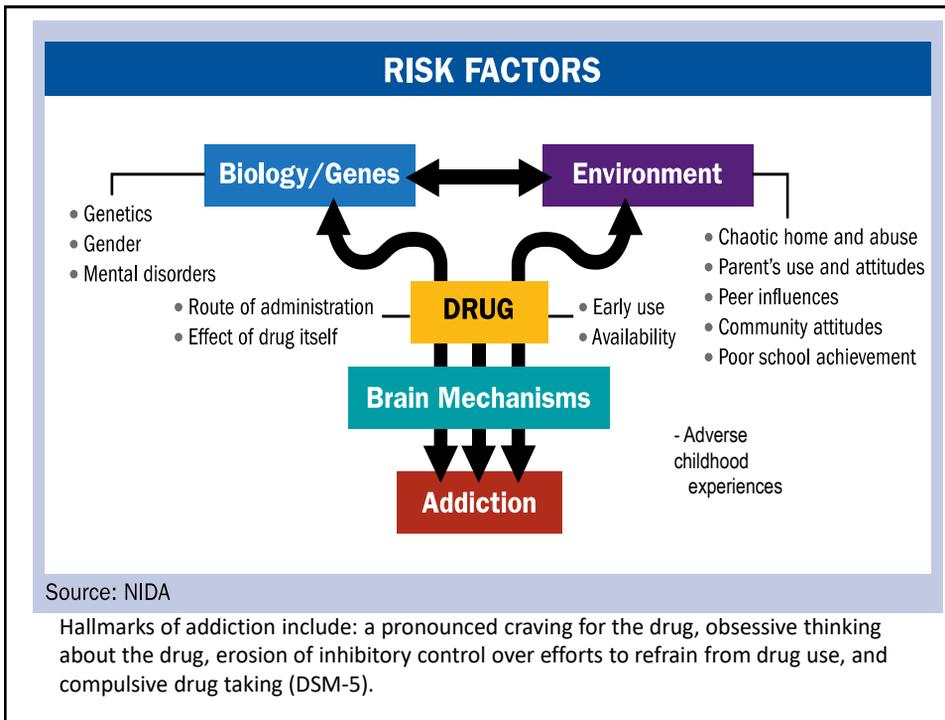 RISK FACTORS
Biology/Genes
Environment
• Genetics
• Gender
• Mental disorders
• Chaotic home and abuse
• Parent's use and attitudes
• Peer influences
• Community attitudes
• Poor school achievement
• Route of administration
• Effect of drug itself
DRUG
• Early use
• Availability
Brain Mechanisms
- Adverse
childhood
experiences
Addiction
Source: NIDA
Hallmarks of addiction include: a pronounced craving for the drug, obsessive thinking
about the drug, erosion of inhibitory control over efforts to refrain from drug use, and
compulsive drug taking (DSM-5).